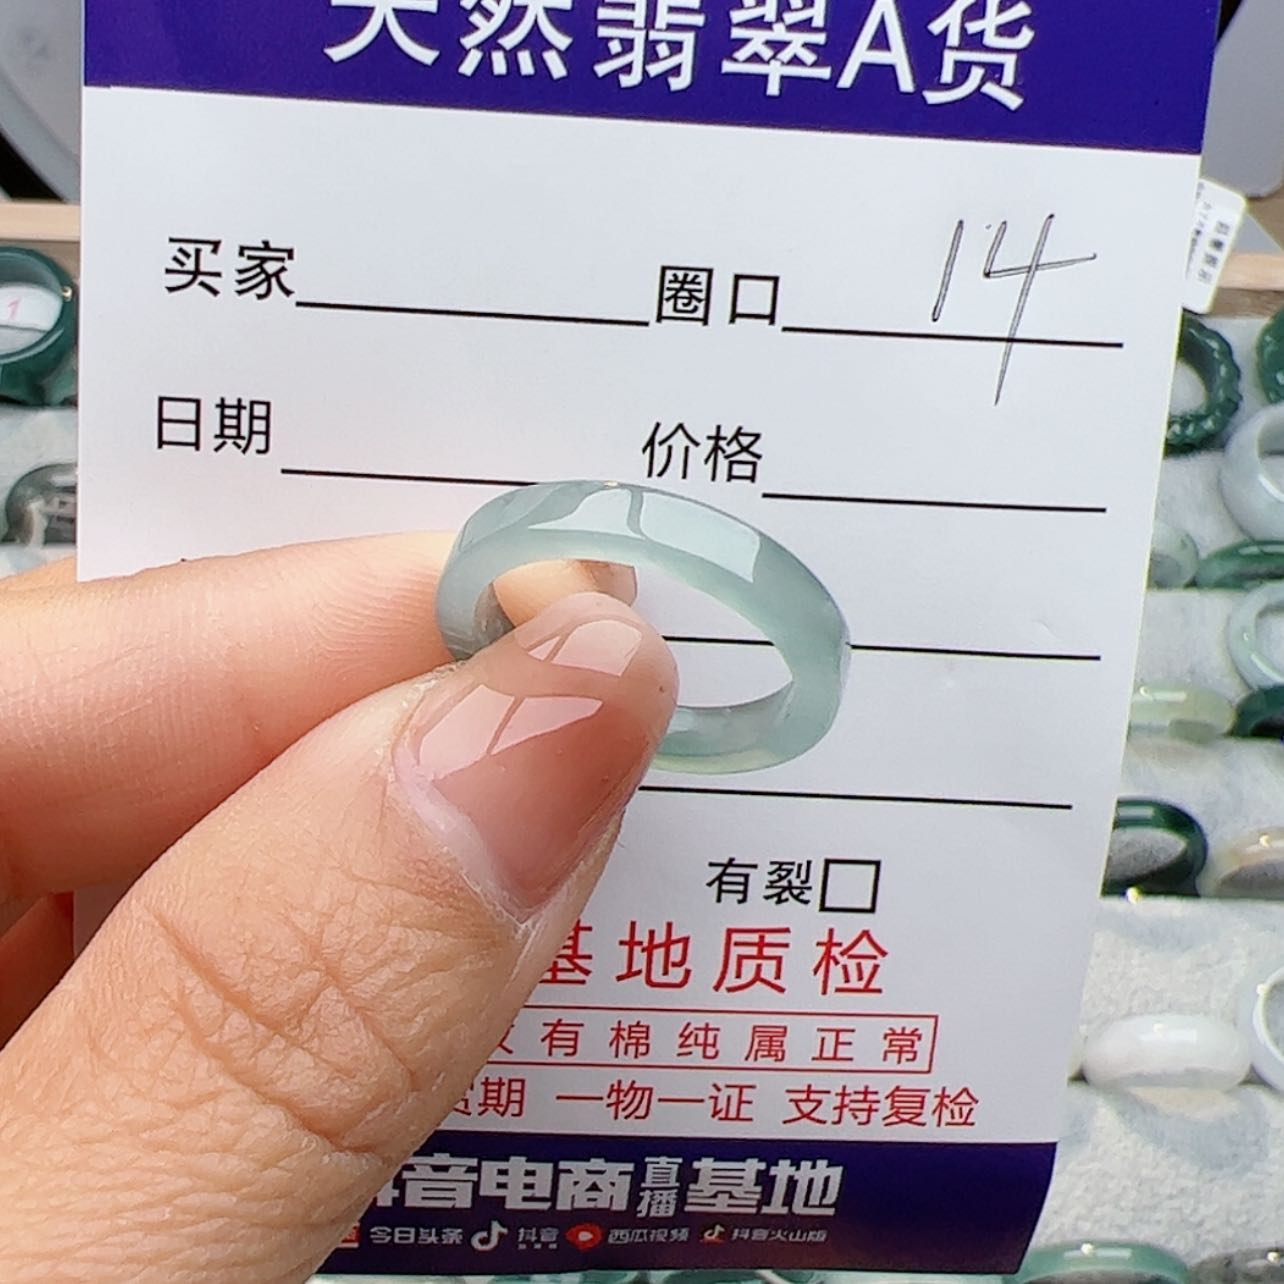 天然翡翠A货
买家 圈口 14
日期 价格
有裂
基地质检
有棉纯属正常
货期 一物一证 支持复检
抖音电商直播基地
今日头条 抖音 西瓜视频 抖音火山版
1